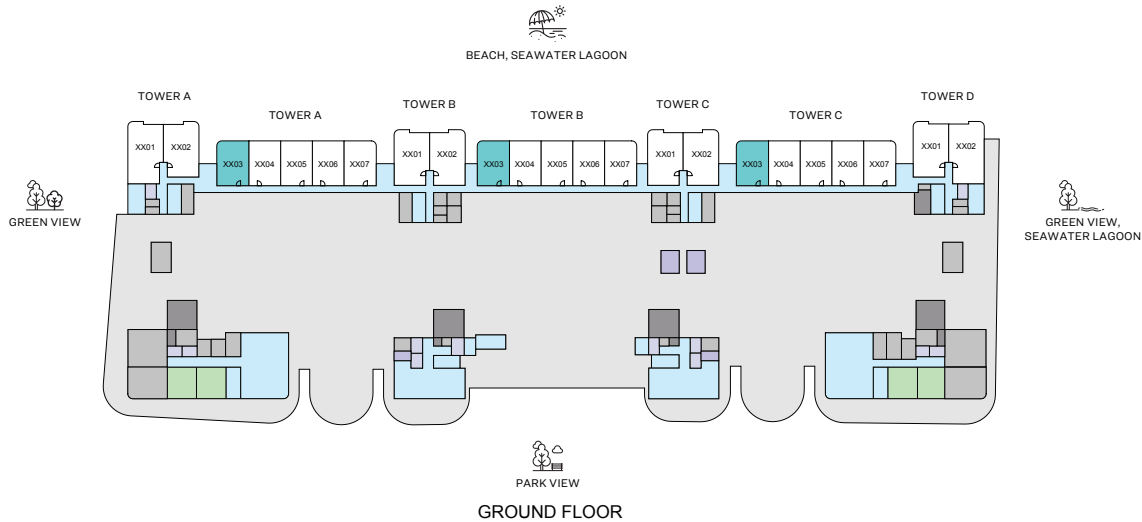 BEACH, SEAWATER LAGOON
TOWER A
TOWER A
TOWER B
TOWER B
TOWER C
TOWER C
TOWER D
XX01 XX02
XX03 XX04 XX05 XX06 XX07
XX01 XX02
XX03 XX04 XX05 XX06 XX07
XX01 XX02
XX03 XX04 XX05 XX06 XX07
XX01 XX02
GREEN VIEW
GREEN VIEW,
SEAWATER LAGOON
PARK VIEW
GROUND FLOOR